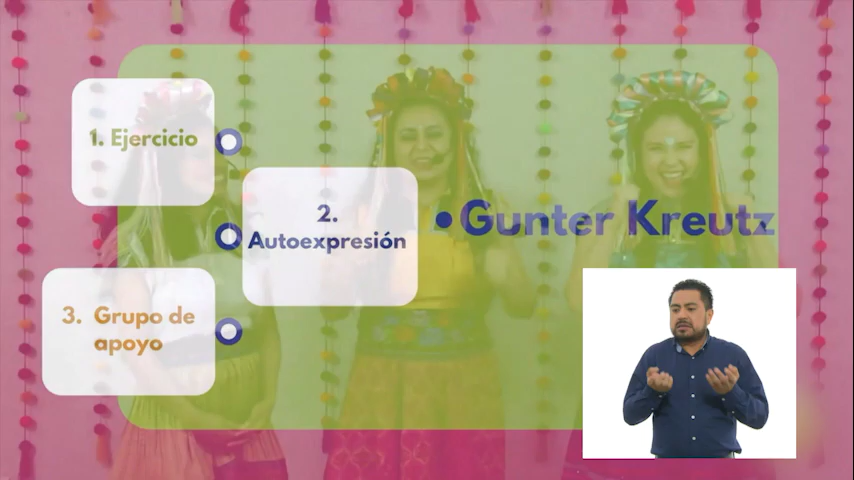 1. Ejercicio
2.
Autoexpresión
3. Grupo de
apoyo
•Gunter Kreutz